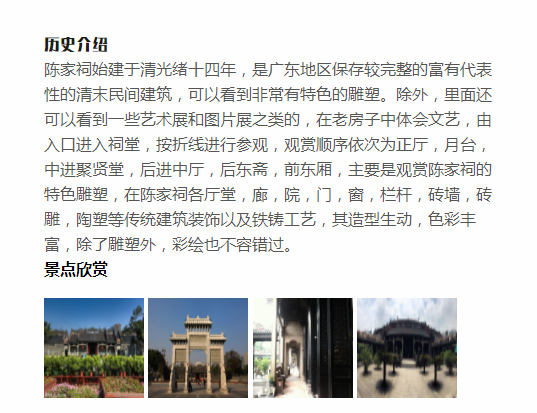 历史介绍
陈家祠始建于清光绪十四年，是广东地区保存较完整的富有代表
性的清末民间建筑，可以看到非常有特色的雕塑。除外，里面还
可以看到一些艺术展和图片展之类的，在老房子中体会文艺，由
入口进入祠堂，按折线进行参观，观赏顺序依次为正厅，月台，
中进聚贤堂，后进中厅，后东斋，前东厢，主要是观赏陈家祠的
特色雕塑，在陈家祠各厅堂，廊，院，门，窗，栏杆，砖墙，砖
雕，陶塑等传统建筑装饰以及铁铸工艺，其造型生动，色彩丰
富，除了雕塑外，彩绘也不容错过。
景点欣赏